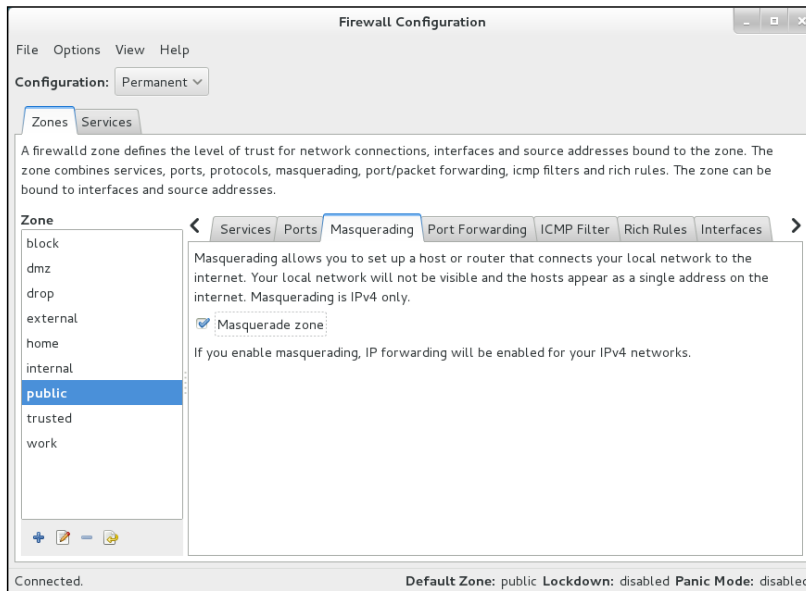 Firewall Configuration
File Options View Help
Configuration: Permanent
Zones Services
A firewalld zone defines the level of trust for network connections, interfaces and source addresses bound to the zone. The
zone combines services, ports, protocols, masquerading, port/packet forwarding, icmp filters and rich rules. The zone can be
bound to interfaces and source addresses.
Zone
block
dmz
drop
external
home
internal
public
trusted
work
Services Ports Masquerading Port Forwarding ICMP Filter Rich Rules Interfaces
Masquerading allows you to set up a host or router that connects your local network to the
internet. Your local network will not be visible and the hosts appear as a single address on the
internet. Masquerading is IPv4 only.
Masquerade zone
If you enable masquerading, IP forwarding will be enabled for your IPv4 networks.
Connected.
Default Zone: public Lockdown: disabled Panic Mode: disabled